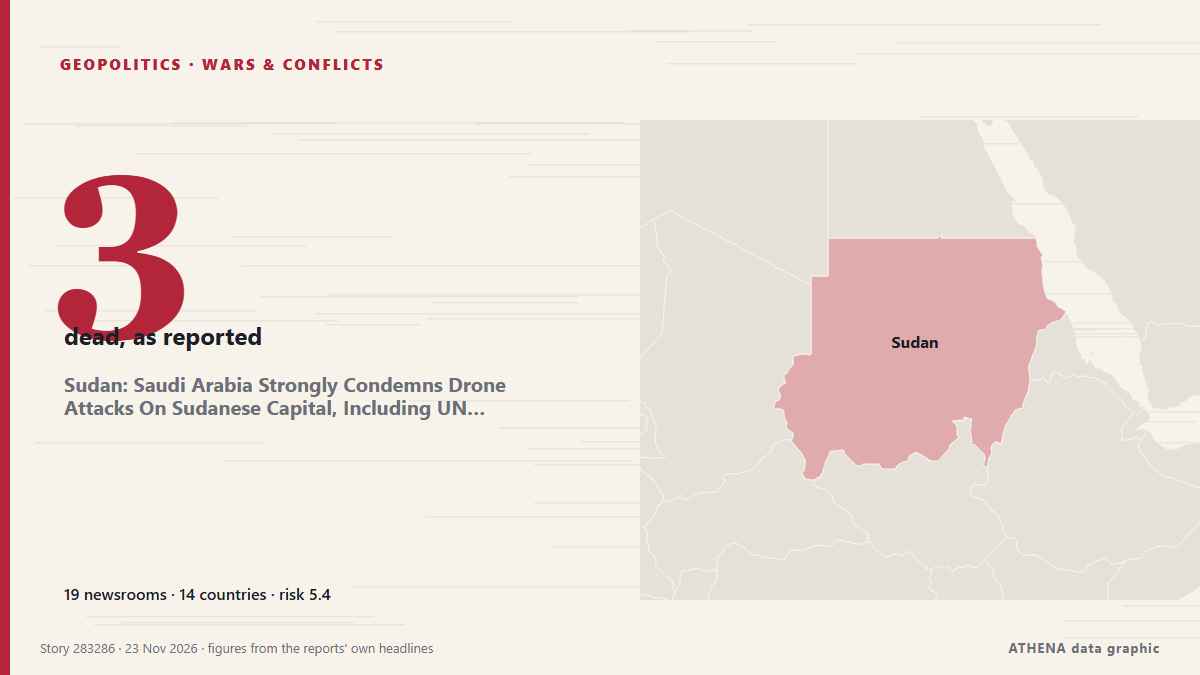 GEOPOLITICS · WARS & CONFLICTS
3
dead, as reported
Sudan: Saudi Arabia Strongly Condemns Drone
Attacks On Sudanese Capital, Including UN...
Sudan
19 newsrooms · 14 countries · risk 5.4
Story 283286 · 23 Nov 2026 · figures from the reports' own headlines
ATHENA data graphic